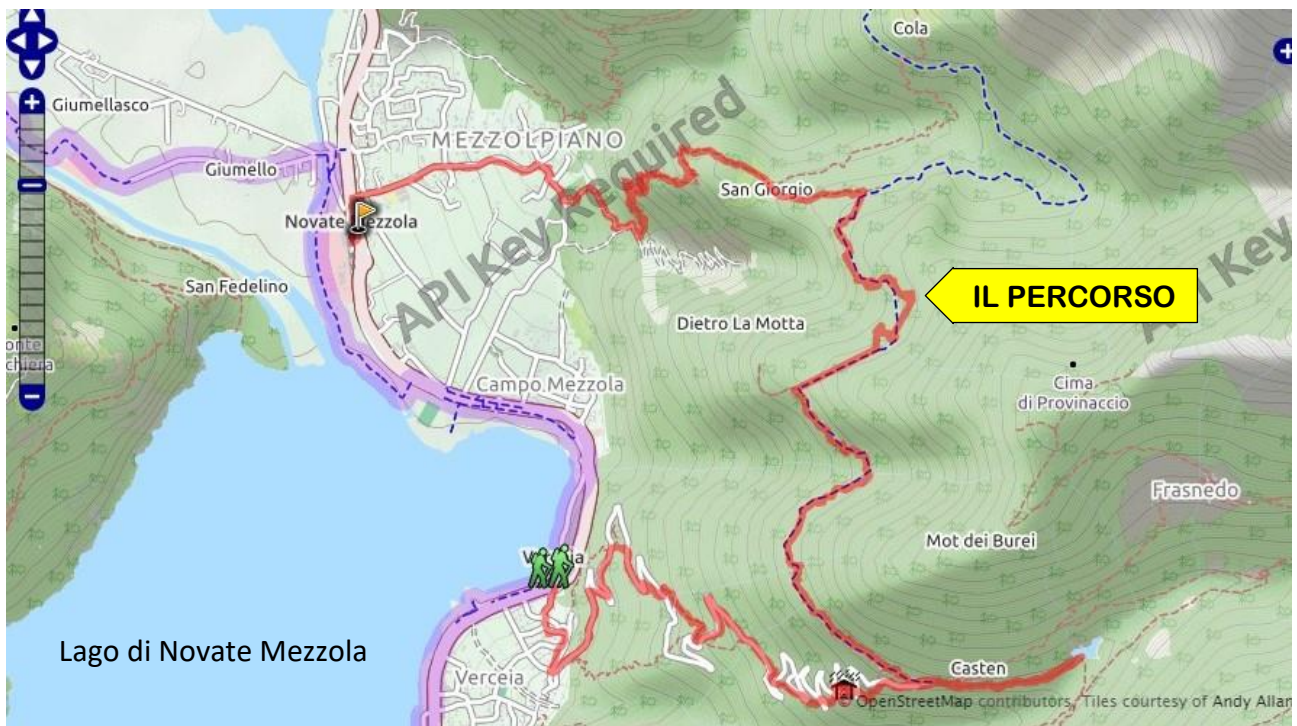 Cola
Giumellasco
MEZZOLPIANO
API Key Required
Giumello
San Giorgio
Novate Mezzola
API Key
San Fedelino
IL PERCORSO
Dietro La Motta
Campo Mezzola
Cima
di Provinaccio
Frasnedo
Mot dei Burei
Lago di Novate Mezzola
Verceia
Casten
© OpenStreetMap contributors, Tiles courtesy of Andy Allan